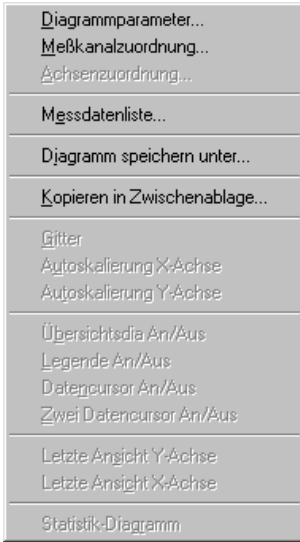 Diagrammparameter...
Meßkanalzuordnung...
Achsenzuordnung...
Messdatenliste...
Diagramm speichern unter...
Kopieren in Zwischenablage...
Gitter
Autoskalierung X-Achse
Autoskalierung Y-Achse
Übersichtsdia An/Aus
Legende An/Aus
Datencursor An/Aus
Zwei Datencursor An/Aus
Letzte Ansicht Y-Achse
Letzte Ansicht X-Achse
Statistik-Diagramm